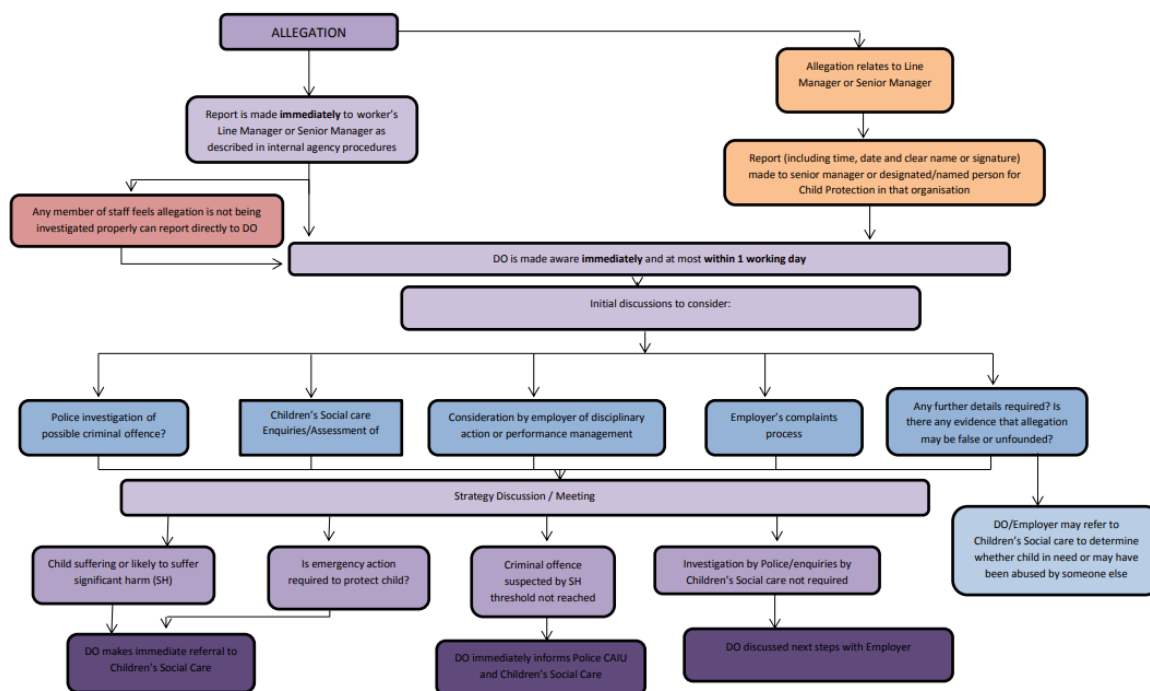 ALLEGATION
Allegation relates to Line
Manager or Senior Manager
Report is made immediately to worker's
Line Manager or Senior Manager as
described in internal agency procedures
Report (including time, date and clear name or signature)
made to senior manager or designated/named person for
Child Protection in that organisation
Any member of staff feels allegation is not being
investigated properly can report directly to DO
DO is made aware immediately and at most within 1 working day
Initial discussions to consider:
Police investigation of
possible criminal offence?
Children's Social care
Enquiries/Assessment of
Consideration by employer of disciplinary
action or performance management
Employer's complaints
process
Any further details required? Is
there any evidence that allegation
may be false or unfounded?
Strategy Discussion / Meeting
DO/Employer may refer to
Children's Social care to determine
whether child in need or may have
been abused by someone else
Child suffering or likely to suffer
significant harm (SH)
Is emergency action
required to protect child?
Criminal offence
suspected by SH
threshold not reached
Investigation by Police/enquiries by
Children's Social care not required
DO makes immediate referral to
Children's Social Care
DO immediately informs Police CAIU
and Children's Social Care
DO discussed next steps with Employer